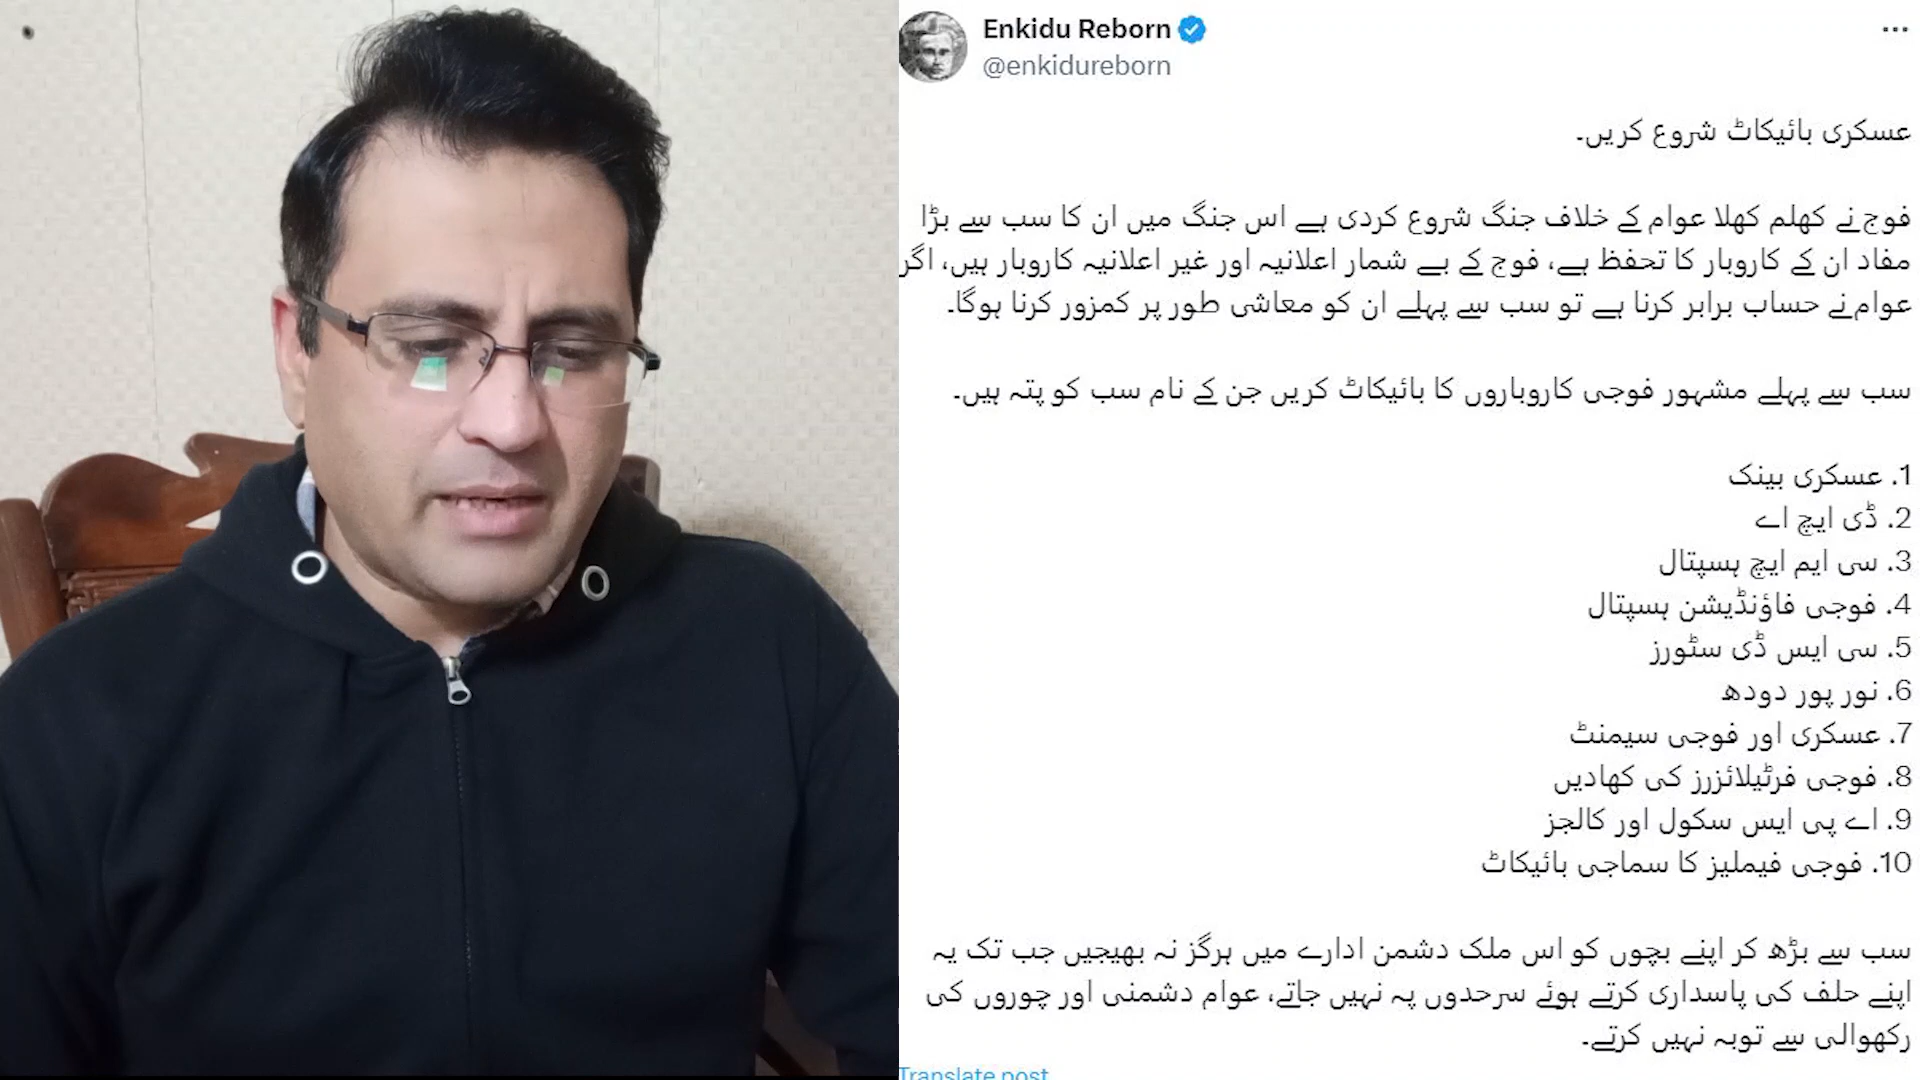 Enkidu Reborn
@enkidureborn
عسکری بائیکاٹ شروع کریں۔
فوج نے کھلم کھلا عوام کے خلاف جنگ شروع کردی ہے اس جنگ میں ان کا سب سے بڑا
مفاد ان کے کاروبار کا تحفظ ہے، فوج کے بے شمار اعلانیہ اور غیر اعلانیہ کاروبار ہیں، اگر
عوام نے حساب برابر کرنا ہے تو سب سے پہلے ان کو معاشی طور پر کمزور کرنا ہوگا۔
سب سے پہلے مشہور فوجی کاروباروں کا بائیکاٹ کریں جن کے نام سب کو پتہ ہیں۔
1. عسکری بینک
2. ڈی ایچ اے
3. سی ایم ایچ ہسپتال
4. فوجی فاؤنڈیشن ہسپتال
5. سی ایس ڈی سٹورز
6. نور پور دودھ
7. عسکری اور فوجی سیمنٹ
8. فوجی فرٹیلائزرز کی کھادیں
9. اے پی ایس سکول اور کالجز
10. فوجی فیملیز کا سماجی بائیکاٹ
سب سے بڑھ کر اپنے بچوں کو اس ملک دشمن ادارے میں ہرگز نہ بھیجیں جب تک یہ
اپنے حلف کی پاسداری کرتے ہوئے سرحدوں پہ نہیں جاتے، عوام دشمنی اور چوروں کی
رکھوالی سے توبہ نہیں کرتے۔
Translate post